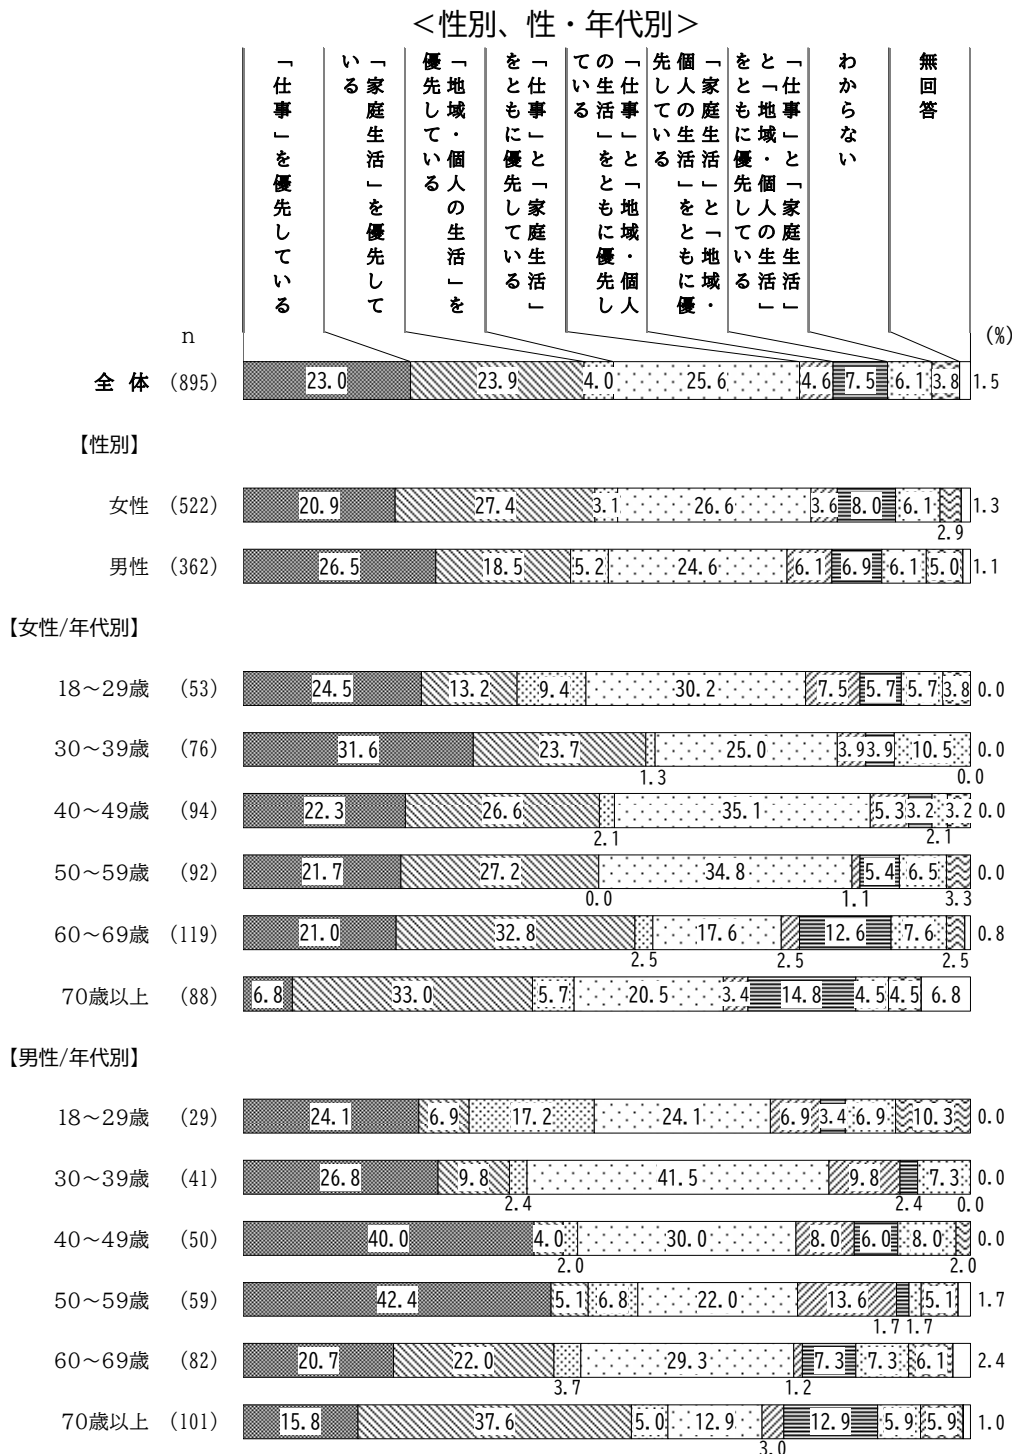 ＜性別、性・年代別＞
「仕事」を優先している
「家庭生活」を優先して
いる
「地域・個人の生活」を
優先している
「仕事」と「家庭生活」
をともに優先している
「仕事」と「地域・個人
の生活」をともに優先し
ている
「家庭生活」と「地域・
個人の生活」をともに優
先している
「仕事」と「家庭生活」
と「地域・個人の生活」
をともに優先している
わからない
無回答
n
(%)
全 体 (895) 23.0 23.9 4.0 25.6 4.6 7.5 6.1 3.8 1.5
【性別】
女性 (522) 20.9 27.4 3.1 26.6 3.6 8.0 6.1 1.3
2.9
男性 (362) 26.5 18.5 5.2 24.6 6.1 6.9 6.1 5.0 1.1
【女性/年代別】
18～29歳 (53) 24.5 13.2 9.4 30.2 7.5 5.7 5.7 3.8 0.0
30～39歳 (76) 31.6 23.7 25.0 3.9 3.9 10.5 0.0
1.3 0.0
40～49歳 (94) 22.3 26.6 35.1 5.3 3.2 3.2 0.0
2.1 2.1
50～59歳 (92) 21.7 27.2 34.8 5.4 6.5 0.0
0.0 1.1 3.3
60～69歳 (119) 21.0 32.8 17.6 12.6 7.6 0.8
2.5 2.5 2.5
70歳以上 (88) 6.8 33.0 5.7 20.5 3.4 14.8 4.5 4.5 6.8
【男性/年代別】
18～29歳 (29) 24.1 6.9 17.2 24.1 6.9 3.4 6.9 10.3 0.0
30～39歳 (41) 26.8 9.8 41.5 9.8 7.3 0.0
2.4 2.4 0.0
40～49歳 (50) 40.0 4.0 30.0 8.0 6.0 8.0 0.0
2.0 2.0
50～59歳 (59) 42.4 5.1 6.8 22.0 13.6 5.1 1.7
1.7 1.7
60～69歳 (82) 20.7 22.0 29.3 7.3 7.3 6.1 2.4
3.7 1.2
70歳以上 (101) 15.8 37.6 5.0 12.9 12.9 5.9 5.9 1.0
3.0